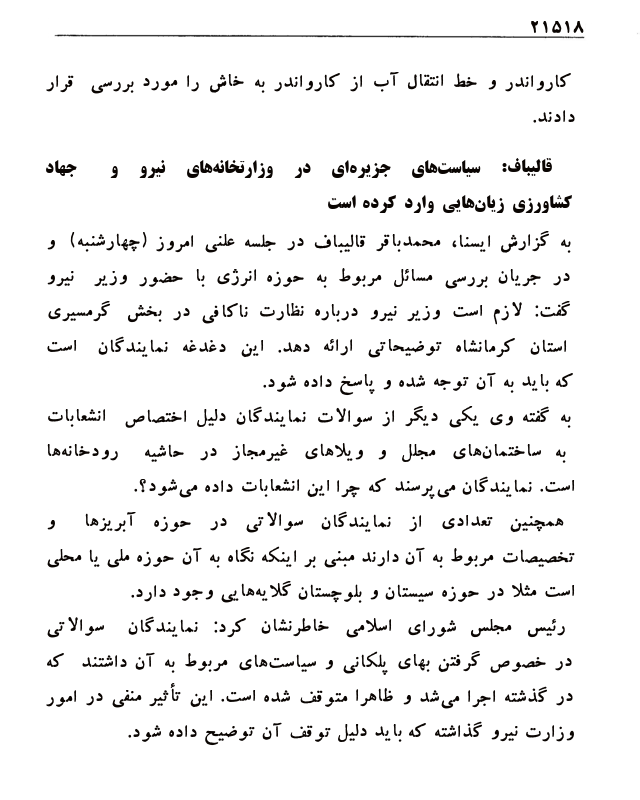 ۲۱۵۱۸
کارواندر و خط انتقال آب از کارواندر به خاش را مورد بررسی قرار
دادند.
قالیباف: سیاست‌های جزیره‌ای در وزارتخانه‌های نیرو و جهاد
کشاورزی زیان‌هایی وارد کرده است
به گزارش ایسنا، محمدباقر قالیباف در جلسه علنی امروز (چهارشنبه) و
در جریان بررسی مسائل مربوط به حوزه انرژی با حضور وزیر نیرو
گفت: لازم است وزیر نیرو درباره نظارت ناکافی در بخش گرمسیری
استان کرمانشاه توضیحاتی ارائه دهد. این دغدغه نمایندگان است
که باید به آن توجه شده و پاسخ داده شود.
به گفته وی یکی دیگر از سوالات نمایندگان دلیل اختصاص انشعابات
به ساختمان‌های مجلل و ویلاهای غیرمجاز در حاشیه رودخانه‌ها
است. نمایندگان می‌پرسند که چرا این انشعابات داده می‌شود؟.
همچنین تعدادی از نمایندگان سوالاتی در حوزه آبریزها و
تخصیصات مربوط به آن دارند مبنی بر اینکه نگاه به آن حوزه ملی یا محلی
است مثلا در حوزه سیستان و بلوچستان گلایه‌هایی وجود دارد.
رئیس مجلس شورای اسلامی خاطرنشان کرد: نمایندگان سوالاتی
در خصوص گرفتن بهای پلکانی و سیاست‌های مربوط به آن داشتند که
در گذشته اجرا می‌شد و ظاهرا متوقف شده است. این تأثیر منفی در امور
وزارت نیرو گذاشته که باید دلیل توقف آن توضیح داده شود.